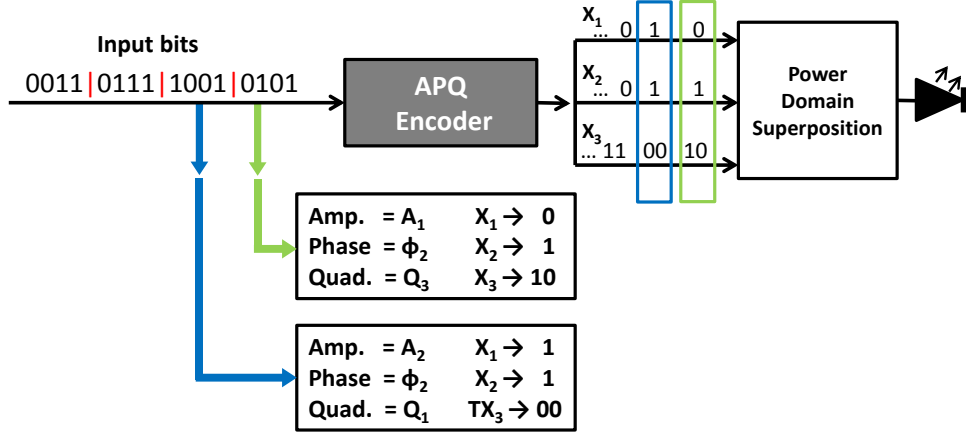 Input bits
0011|0111|1001|0101
APQ
Encoder
X₁
... 0 1 0
X₂
... 0 1 1
X₃
... 11 00 10
Power
Domain
Superposition
Amp. = A₁ X₁ → 0
Phase = ϕ₂ X₂ → 1
Quad. = Q₃ X₃ → 10
Amp. = A₂ X₁ → 1
Phase = ϕ₂ X₂ → 1
Quad. = Q₁ TX₃ → 00